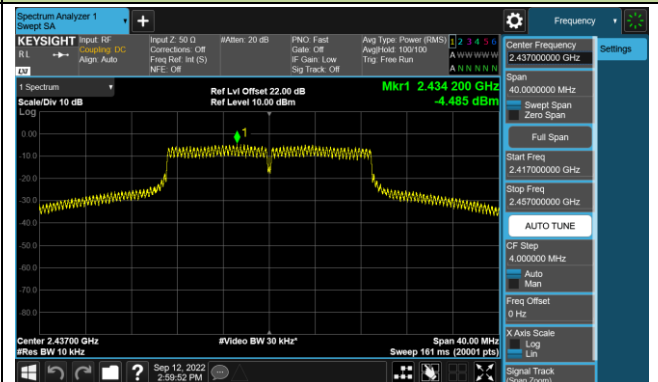 Spectrum Analyzer 1
Swept SA
Frequency
KEYSIGHT
RL
Input: RF
Coupling: DC
Align: Auto
Input Z: 50 Ω
Corrections: Off
Freq Ref: Int (S)
NFE: Off
#Atten: 20 dB
PNO: Fast
Gate: Off
IF Gain: Low
Sig Track: Off
Avg Type: Power (RMS)
Avg|Hold: 100/100
Trig: Free Run
1 2 3 4 5 6
A W W W W W
A N N N N N
LXI
1 Spectrum
Scale/Div 10 dB
Log
Ref Lvl Offset 22.00 dB
Ref Level 10.00 dBm
Mkr1 2.434 200 GHz
-4.485 dBm
1
0.00
-10.0
-20.0
-30.0
-40.0
-50.0
-60.0
-70.0
-80.0
Center 2.43700 GHz
#Res BW 10 kHz
#Video BW 30 kHz*
Span 40.00 MHz
Sweep 161 ms (20001 pts)
Center Frequency
2.437000000 GHz
Settings
Span
40.0000000 MHz
Swept Span
Zero Span
Full Span
Start Freq
2.417000000 GHz
Stop Freq
2.457000000 GHz
AUTO TUNE
CF Step
4.000000 MHz
Auto
Man
Freq Offset
0 Hz
X Axis Scale
Log
Lin
Signal Track
(Span Zoom)
?
Sep 12, 2022
2:59:52 PM